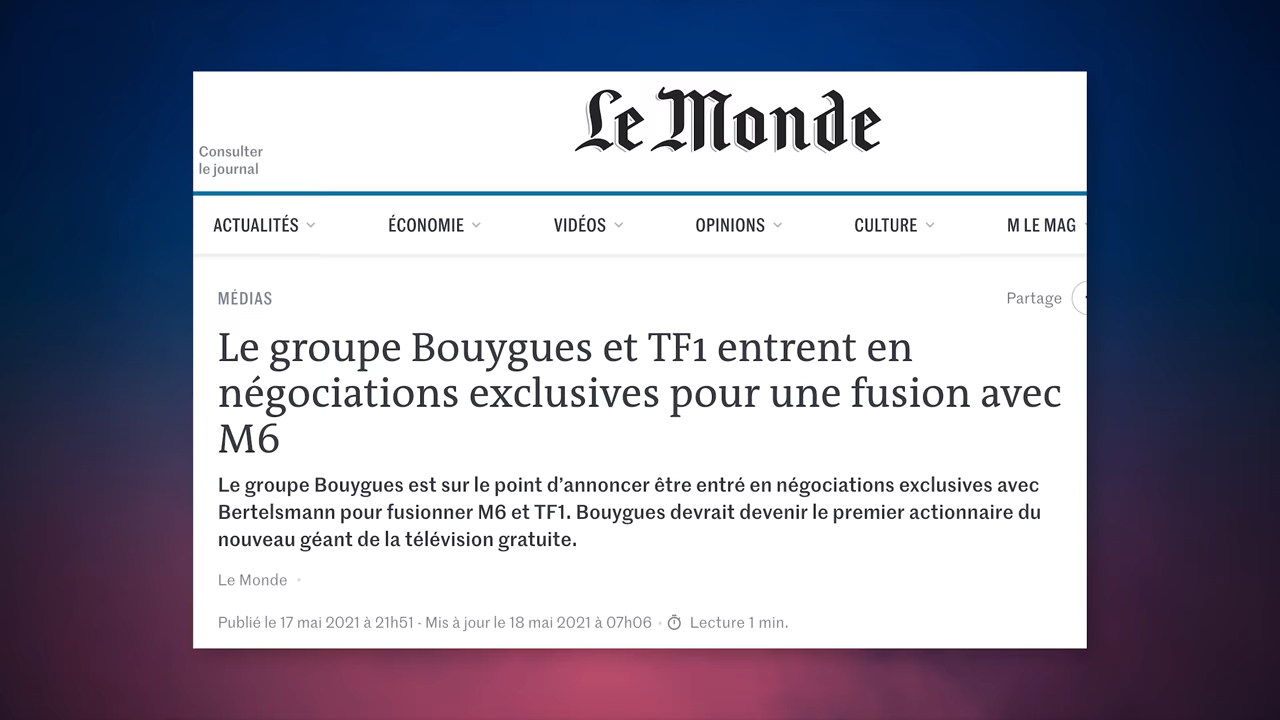 Le Monde
Consulter
le journal
ACTUALITÉS
ÉCONOMIE
VIDÉOS
OPINIONS
CULTURE
M LE MAG
MÉDIAS
Partage
Le groupe Bouygues et TF1 entrent en
négociations exclusives pour une fusion avec
M6
Le groupe Bouygues est sur le point d’annoncer être entré en négociations exclusives avec
Bertelsmann pour fusionner M6 et TF1. Bouygues devrait devenir le premier actionnaire du
nouveau géant de la télévision gratuite.
Le Monde
Publié le 17 mai 2021 à 21h51 - Mis à jour le 18 mai 2021 à 07h06 • Lecture 1 min.